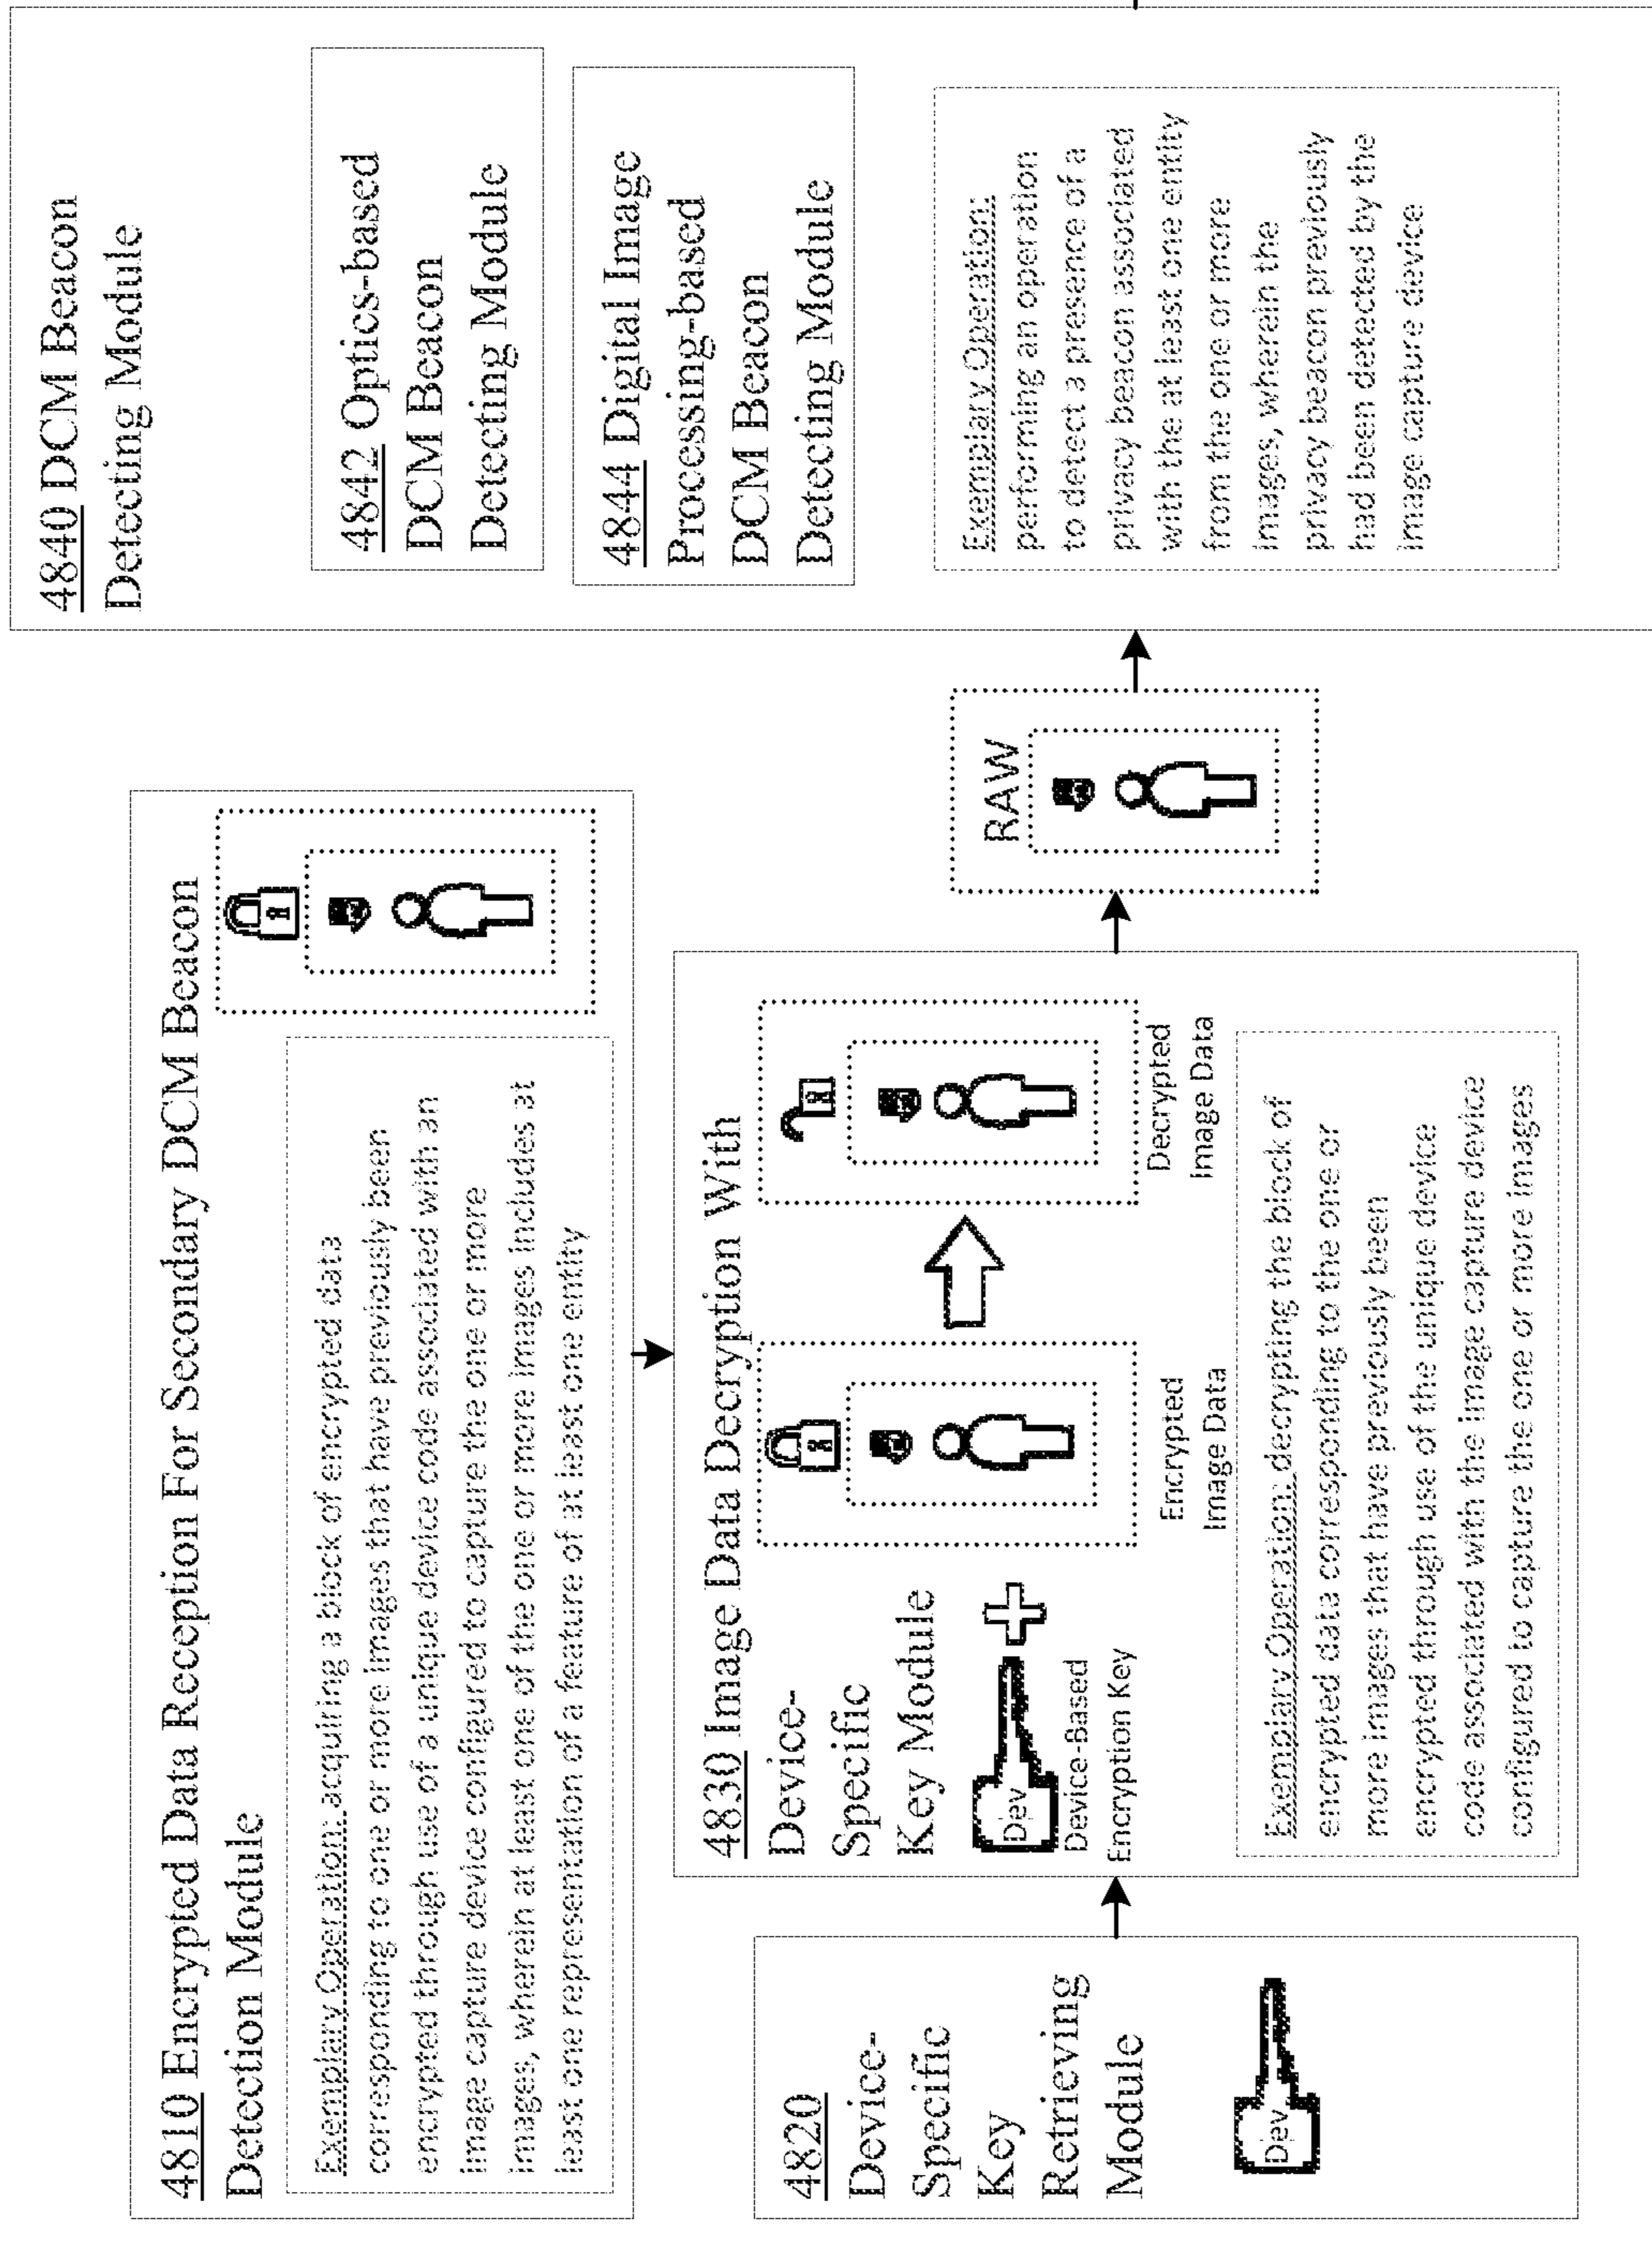 4810 Encrypted Data Reception For Secondary DCM Beacon
Detection Module
Exemplary Operation: acquiring a block of encrypted data
corresponding to one or more images that have previously been
encrypted through use of a unique device code associated with an
image capture device configured to capture the one or more
images, wherein at least one of the one or more images includes at
least one representation of a feature of at least one entity
4820
Device-
Specific
Key
Retrieving
Module
Dev
4830 Image Data Decryption With
Device-
Specific
Key Module
Dev
Device-Based
Encryption Key
Encrypted
Image Data
Decrypted
Image Data
Exemplary Operation: decrypting the block of
encrypted data corresponding to the one or
more images that have previously been
encrypted through use of the unique device
code associated with the image capture device
configured to capture the one or more images
RAW
4840 DCM Beacon
Detecting Module
4842 Optics-based
DCM Beacon
Detecting Module
4844 Digital Image
Processing-based
DCM Beacon
Detecting Module
Exemplary Operation:
performing an operation
to detect a presence of a
privacy beacon associated
with the at least one entity
from the one or more
images, wherein the
privacy beacon previously
had been detected by the
image capture device